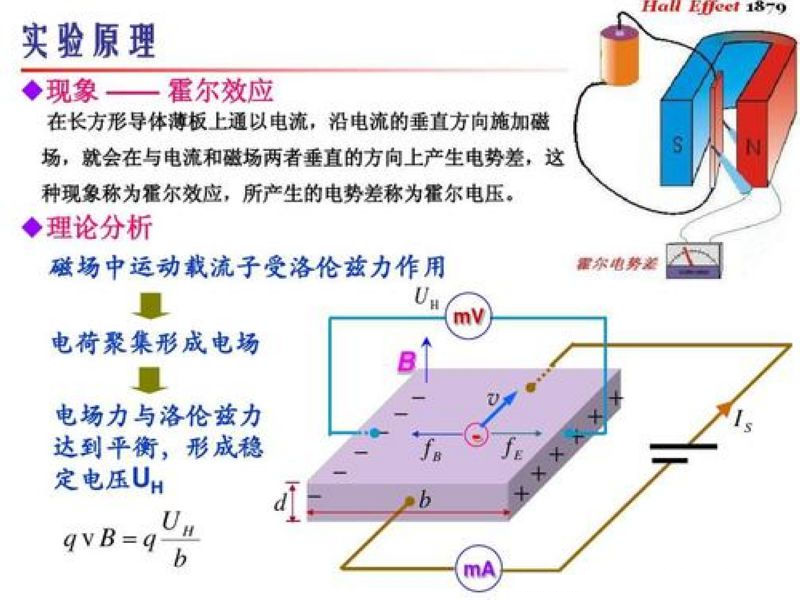 Hall Effect 1879
实验原理
现象 —— 霍尔效应
在长方形导体薄板上通以电流，沿电流的垂直方向施加磁
场，就会在与电流和磁场两者垂直的方向上产生电势差，这
种现象称为霍尔效应，所产生的电势差称为霍尔电压。
S
N
理论分析
磁场中运动载流子受洛伦兹力作用
霍尔电势差
U_H
mV
电荷聚集形成电场
B
v
电场力与洛伦兹力
达到平衡，形成稳
定电压U_H
f_B
-
f_E
I_S
d
b
q v B = q U_H / b
mA